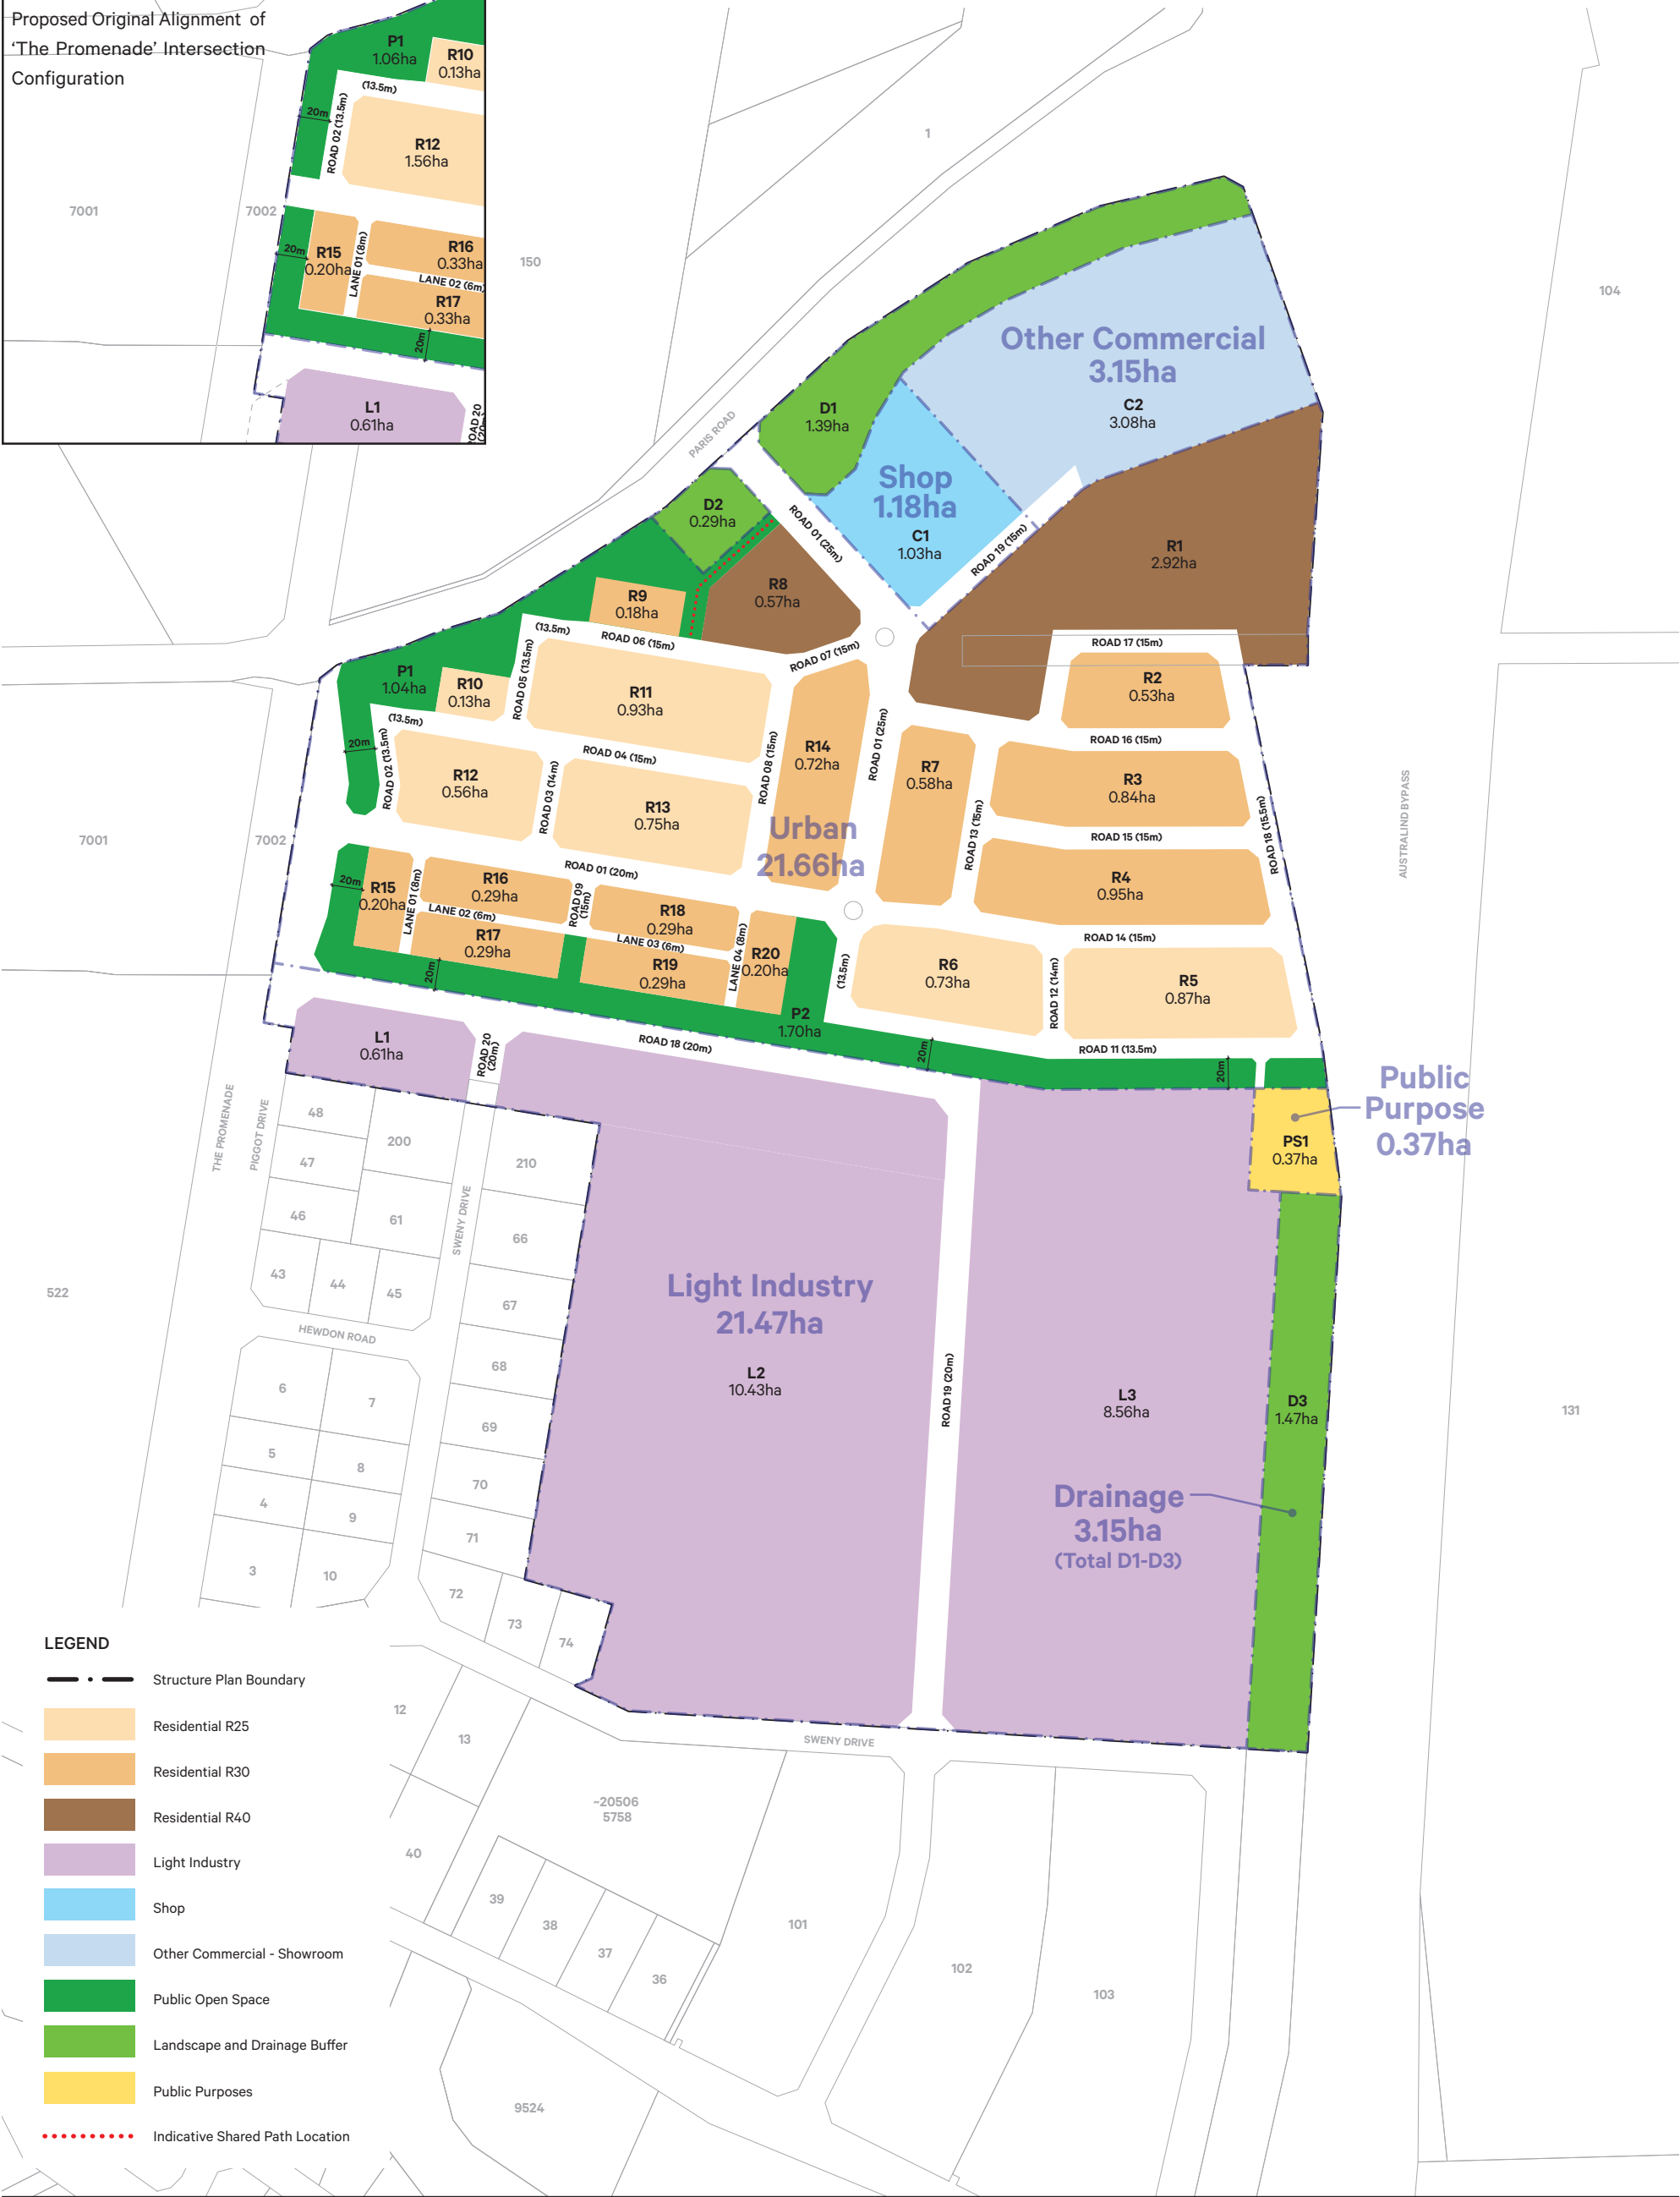 Proposed Original Alignment of
‘The Promenade’ Intersection
Configuration
P1
1.06ha
R10
0.13ha
(13.5m)
20m
ROAD 02 (13.5m)
R12
1.56ha
7001
7002
20m
R15
0.20ha
LANE 01 (8m)
R16
0.33ha
LANE 02 (6m)
R17
0.33ha
20m
L1
0.61ha
ROAD 20
(20m)
150
1
104
PARIS ROAD
Other Commercial
3.15ha
C2
3.08ha
D1
1.39ha
Shop
1.18ha
C1
1.03ha
D2
0.29ha
ROAD 01 (25m)
ROAD 19 (15m)
R1
2.92ha
R8
0.57ha
R9
0.18ha
(13.5m)
ROAD 06 (15m)
ROAD 07 (15m)
ROAD 17 (15m)
P1
1.04ha
R10
0.13ha
ROAD 05 (13.5m)
R11
0.93ha
R2
0.53ha
(13.5m)
20m
ROAD 02 (13.5m)
R12
0.56ha
ROAD 03 (14m)
ROAD 04 (15m)
R13
0.75ha
ROAD 08 (15m)
R14
0.72ha
ROAD 01 (25m)
R7
0.58ha
ROAD 16 (15m)
R3
0.84ha
ROAD 13 (15m)
ROAD 15 (15m)
ROAD 18 (15.5m)
AUSTRALIND BYPASS
Urban
21.66ha
7001
7002
ROAD 01 (20m)
20m
R15
0.20ha
LANE 01 (8m)
R16
0.29ha
LANE 02 (6m)
R17
0.29ha
ROAD 09
(15m)
R18
0.29ha
LANE 03 (6m)
R19
0.29ha
LANE 04 (8m)
R20
0.20ha
R4
0.95ha
ROAD 14 (15m)
(13.5m)
R6
0.73ha
ROAD 12 (14m)
R5
0.87ha
20m
P2
1.70ha
20m
ROAD 11 (13.5m)
20m
L1
0.61ha
ROAD 20
(20m)
ROAD 18 (20m)
Public
Purpose
0.37ha
PS1
0.37ha
THE PROMENADE
PIGGOT DRIVE
48
200
47
210
46
61
SWENY DRIVE
66
43
44
45
67
HEWDON ROAD
522
68
6
7
69
5
8
70
4
9
71
3
10
72
73
74
Light Industry
21.47ha
L2
10.43ha
ROAD 19 (20m)
L3
8.56ha
D3
1.47ha
131
Drainage
3.15ha
(Total D1-D3)
SWENY DRIVE
12
13
~20506
5758
40
39
38
37
36
101
102
103
9524
LEGEND
Structure Plan Boundary
Residential R25
Residential R30
Residential R40
Light Industry
Shop
Other Commercial - Showroom
Public Open Space
Landscape and Drainage Buffer
Public Purposes
Indicative Shared Path Location